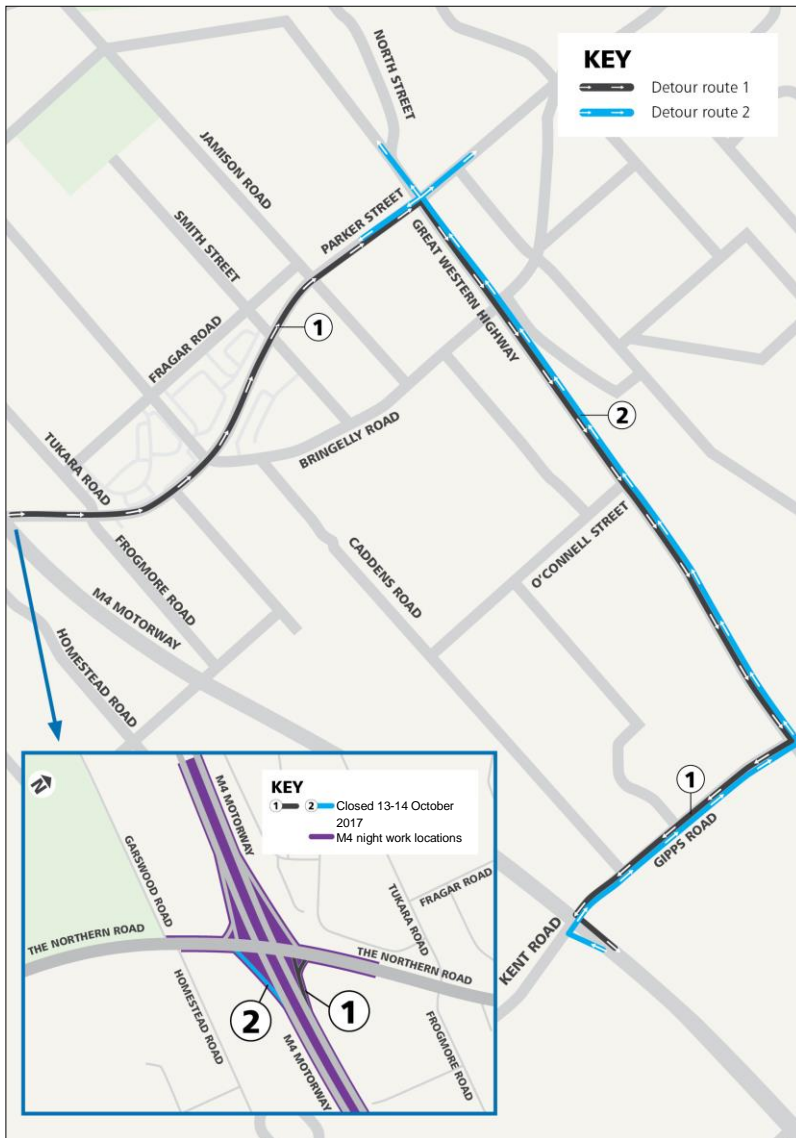 KEY
Detour route 1
Detour route 2
NORTH STREET
JAMISON ROAD
SMITH STREET
PARKER STREET
GREAT WESTERN HIGHWAY
FRAGAR ROAD
1
2
BRINGELLY ROAD
TUKARA ROAD
O'CONNELL STREET
FROGMORE ROAD
CADDENS ROAD
M4 MOTORWAY
HOMESTEAD ROAD
1
GIPPS ROAD
KENT ROAD
N
KEY
1 2 Closed 13-14 October
2017
M4 night work locations
M4 MOTORWAY
GARSWOOD ROAD
TUKARA ROAD
FRAGAR ROAD
THE NORTHERN ROAD
THE NORTHERN ROAD
HOMESTEAD ROAD
2
1
M4 MOTORWAY
FROGMORE ROAD